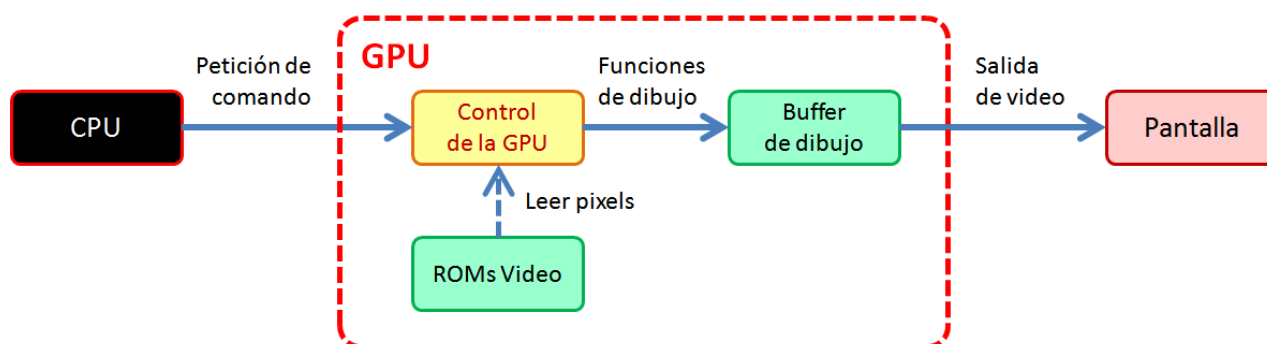 GPU
Petición de
comando
Funciones
de dibujo
Salida
de video
CPU
Control
de la GPU
Buffer
de dibujo
Pantalla
Leer pixels
ROMs Video